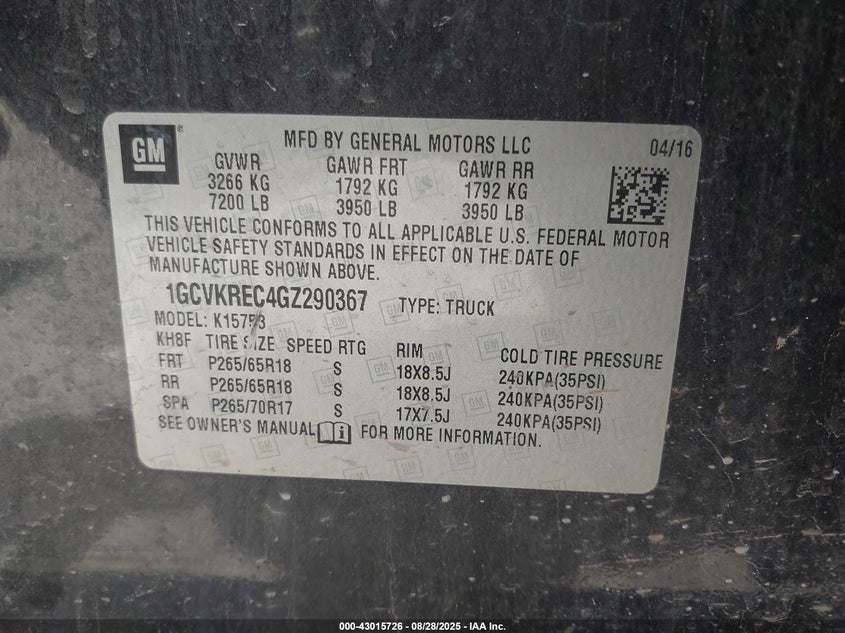 GM
MFD BY GENERAL MOTORS LLC
04/16
GVWR GAWR FRT GAWR RR
3266 KG 1792 KG 1792 KG
7200 LB 3950 LB 3950 LB
THIS VEHICLE CONFORMS TO ALL APPLICABLE U.S. FEDERAL MOTOR
VEHICLE SAFETY STANDARDS IN EFFECT ON THE DATE OF
MANUFACTURE SHOWN ABOVE.
1GCVKREC4GZ290367 TYPE: TRUCK
MODEL:
KH8F TIRE SIZE SPEED RTG RIM COLD TIRE PRESSURE
FRT P265/65R18 S 18X8.5J 240KPA(35PSI)
RR P265/65R18 S 18X8.5J 240KPA(35PSI)
SPA P265/70R17 S 17X7.5J 240KPA(35PSI)
SEE OWNER'S MANUAL FOR MORE INFORMATION.
000-43015726 - 08/28/2025 - IAA Inc.